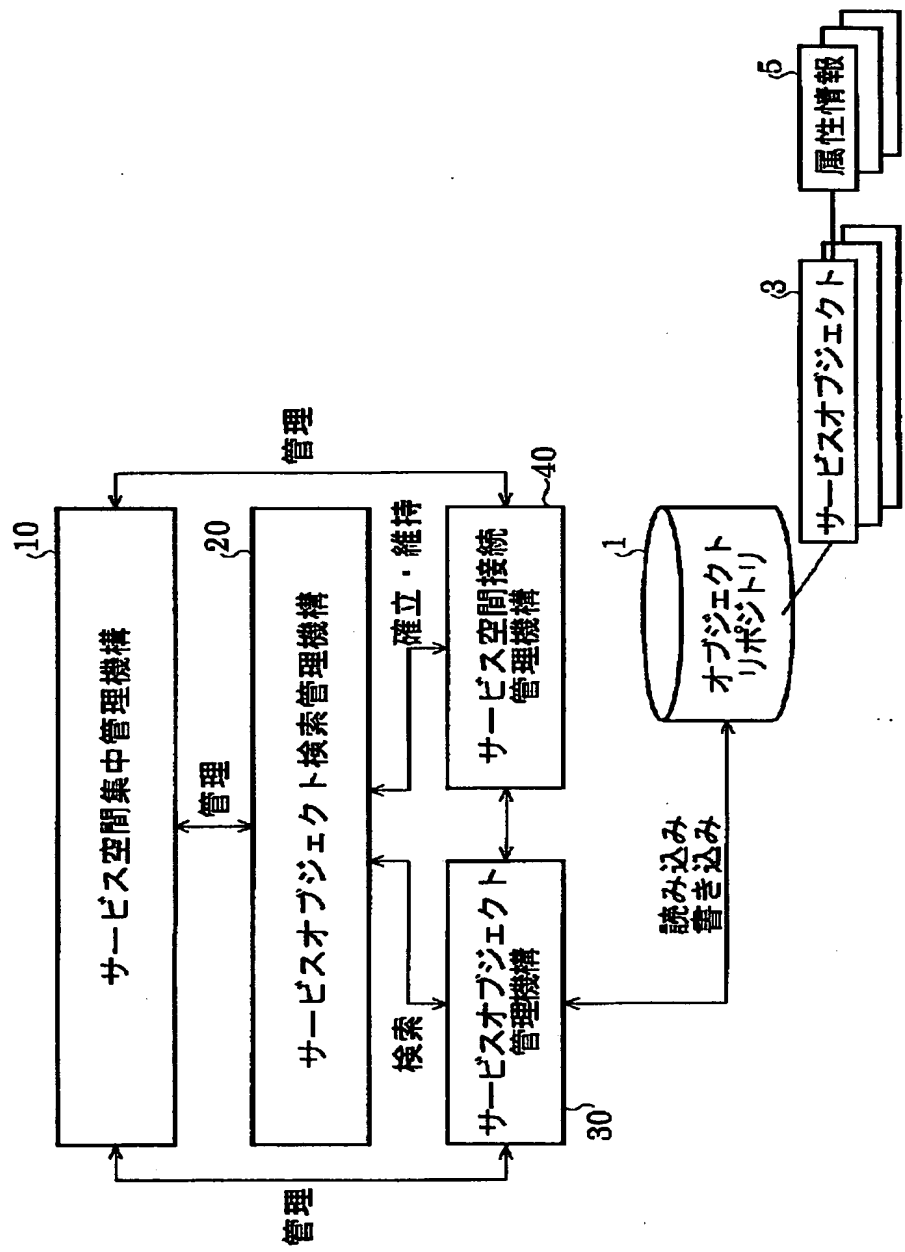 10
サービス空間集中管理機構
管理
管理
管理
20
サービスオブジェクト検索管理機構
検索
確立・維持
サービスオブジェクト
管理機構
30
サービス空間接続
管理機構
40
読み込み
書き込み
1
オブジェクト
リポジトリ
3
サービスオブジェクト
5
属性情報